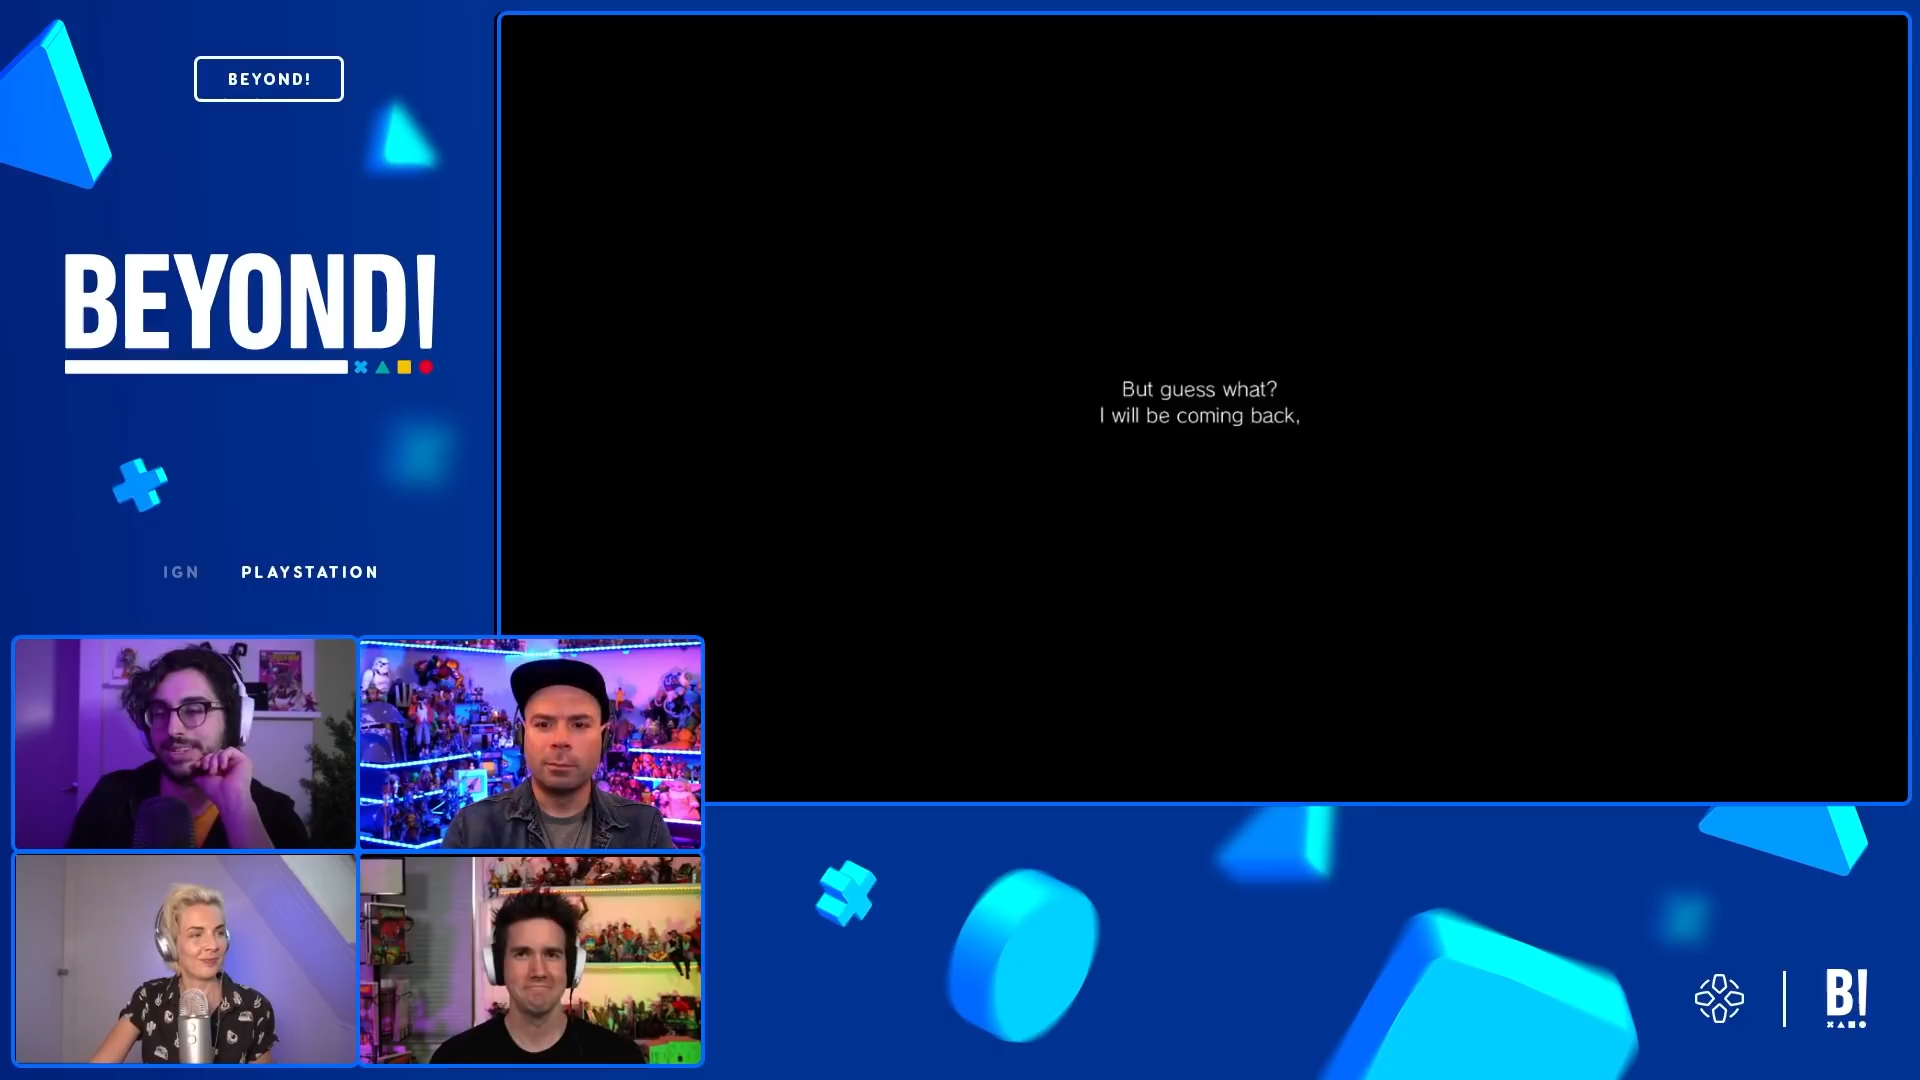 BEYOND!
BEYOND!
IGN PLAYSTATION
But guess what?
I will be coming back,
B!